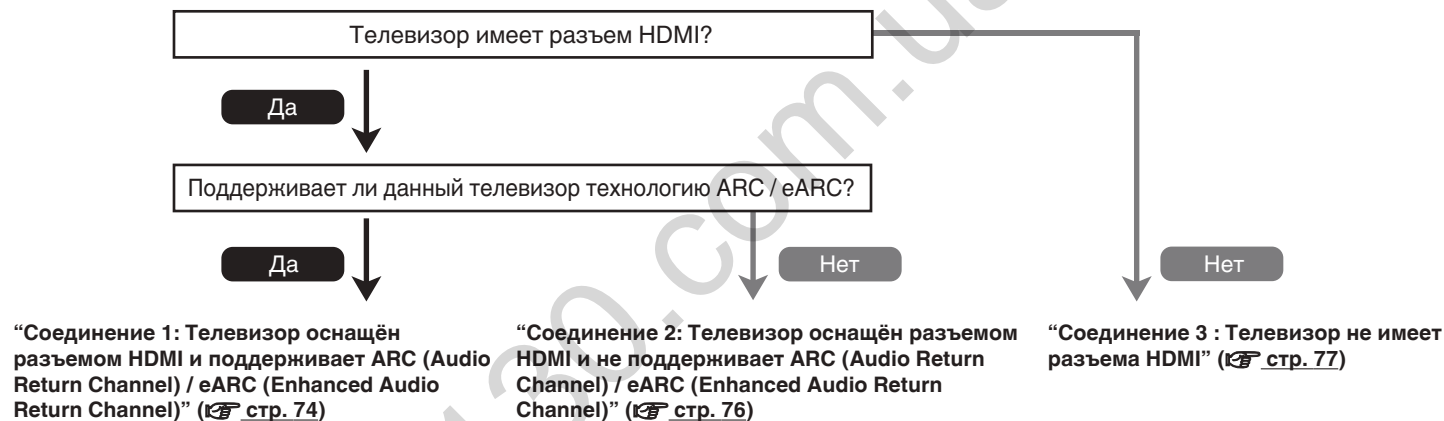 Телевизор имеет разъем HDMI?
Да
Поддерживает ли данный телевизор технологию ARC / eARC?
Да
Нет
Нет
“Соединение 1: Телевизор оснащён
разъемом HDMI и поддерживает ARC (Audio
Return Channel) / eARC (Enhanced Audio
Return Channel)” (стр. 74)
“Соединение 2: Телевизор оснащён разъемом
HDMI и не поддерживает ARC (Audio Return
Channel) / eARC (Enhanced Audio Return
Channel)” (стр. 76)
“Соединение 3 : Телевизор не имеет
разъема HDMI” (стр. 77)